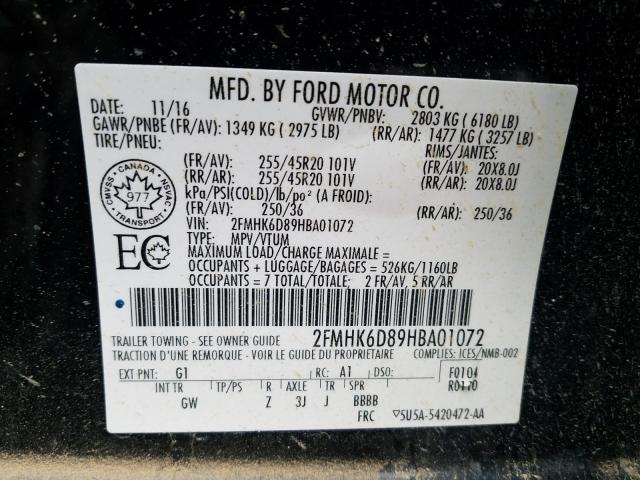 MFD. BY FORD MOTOR CO.
DATE: 11/16 GVWR/PNBV: 2803 KG ( 6180 LB)
GAWR/PNBE (FR/AV): 1349 KG ( 2975 LB) (RR/AR): 1477 KG ( 3257 LB)
TIRE/PNEU: RIMS/JANTES:
(FR/AV): 255/45R20 101V (FR/AV): 20X8.0J
(RR/AR): 255/45R20 101V (RR/AR): 20X8.0J
kPa/PSI(COLD)/lb/po² (A FROID):
(FR/AV): 250/36 (RR/AR): 250/36
VIN: 2FMHK6D89HBA01072
TYPE: MPV/VTUM
MAXIMUM LOAD/CHARGE MAXIMALE =
OCCUPANTS + LUGGAGE/BAGAGES = 526KG/1160LB
OCCUPANTS = 7 TOTAL/TOTALE; 2 FR/AV, 5 RR/AR
CMVSS CANADA NSVAC
977
TRANSPORT
EC
TRAILER TOWING - SEE OWNER GUIDE 2FMHK6D89HBA01072
TRACTION D'UNE REMORQUE - VOIR LE GUIDE DU PROPRIETAIRE COMPLIES: ICES/NMB-002
EXT PNT: G1 RC: A1 DSO: F0104
R0110
INT TR TP/PS R AXLE TR SPR
GW Z 3J J BBBB
FRC 5U5A-5420472-AA